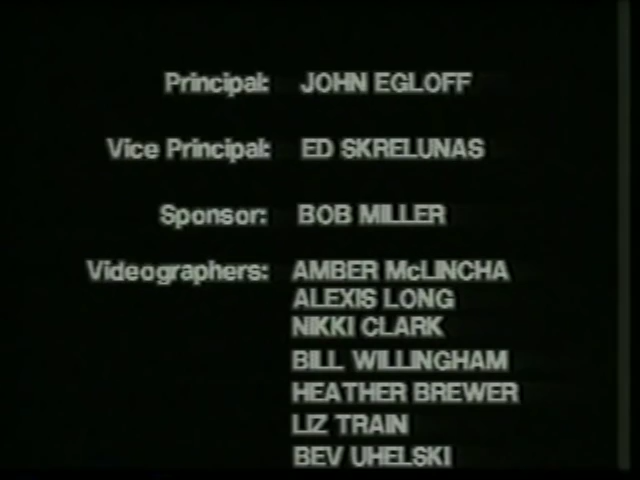 Principal: JOHN EGLOFF
Vice Principal: ED SKRELUNAS
Sponsor: BOB MILLER
Videographers: AMBER McLINCHA
ALEXIS LONG
NIKKI CLARK
BILL WILLINGHAM
HEATHER BREWER
LIZ TRAIN
BEV UHELSKI